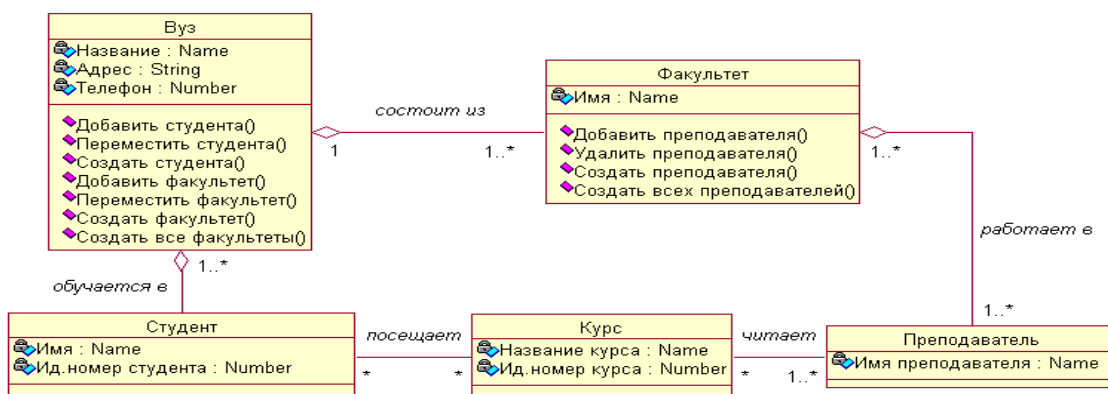 Вуз
Название : Name
Адрес : String
Телефон : Number
Добавить студента()
Переместить студента()
Создать студента()
Добавить факультет()
Переместить факультет()
Создать факультет()
Создать все факультеты()
состоит из
1
1..*
Факультет
Имя : Name
Добавить преподавателя()
Удалить преподавателя()
Создать преподавателя()
Создать всех преподавателей()
1..*
работает в
1..*
1..*
обучается в
Студент
Имя : Name
Ид.номер студента : Number
посещает
*
*
Курс
Название курса : Name
Ид.номер курса : Number
читает
*
1..*
Преподаватель
Имя преподавателя : Name